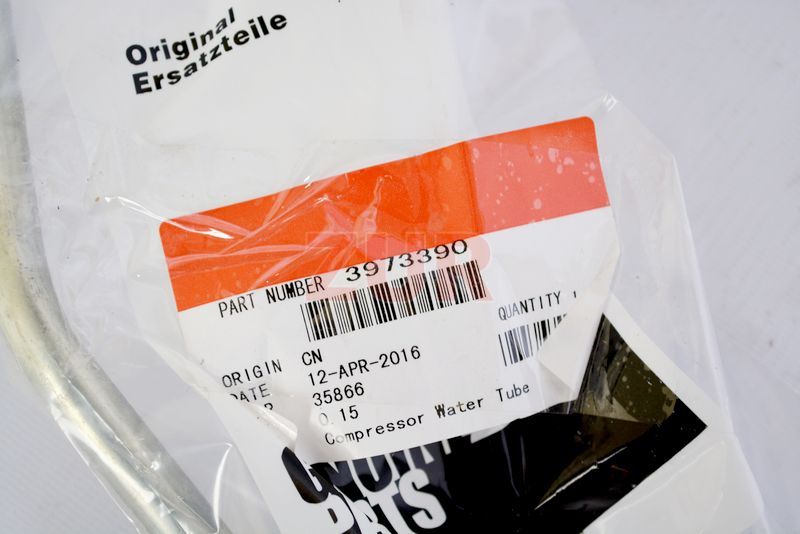 Original
Ersatzteile
PART NUMBER 3973390
QUANTITY 1
ORIGIN CN
DATE 12-APR-2016
35866
0.15
Compressor Water Tube